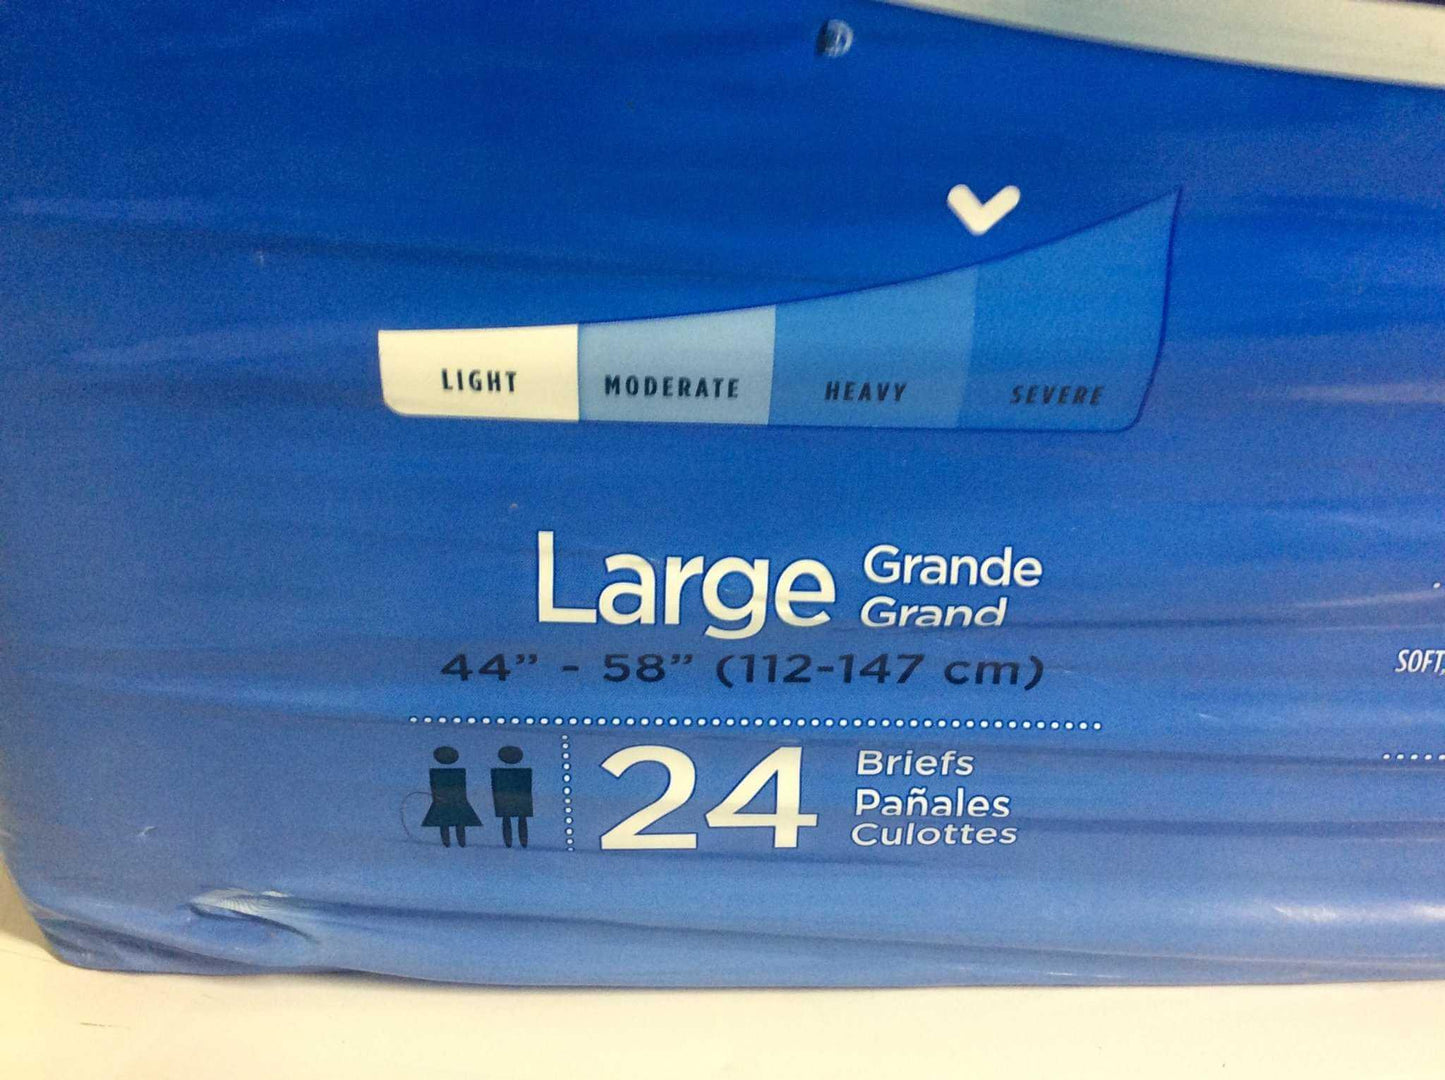 LIGHT MODERATE HEAVY SEVERE
Large Grande
Grand
44” - 58” (112-147 cm)
24 Briefs
Pañales
Culottes
SOFT,